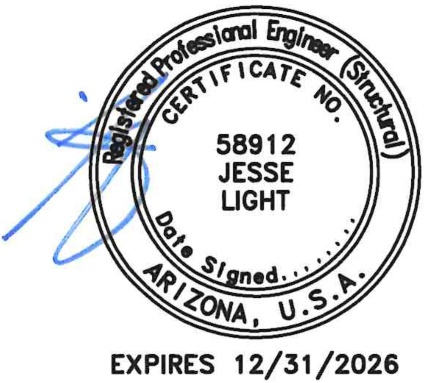 Registered Professional Engineer (Structural)
CERTIFICATE NO.
58912
JESSE
LIGHT
Date Signed........
ARIZONA, U.S.A.
EXPIRES 12/31/2026